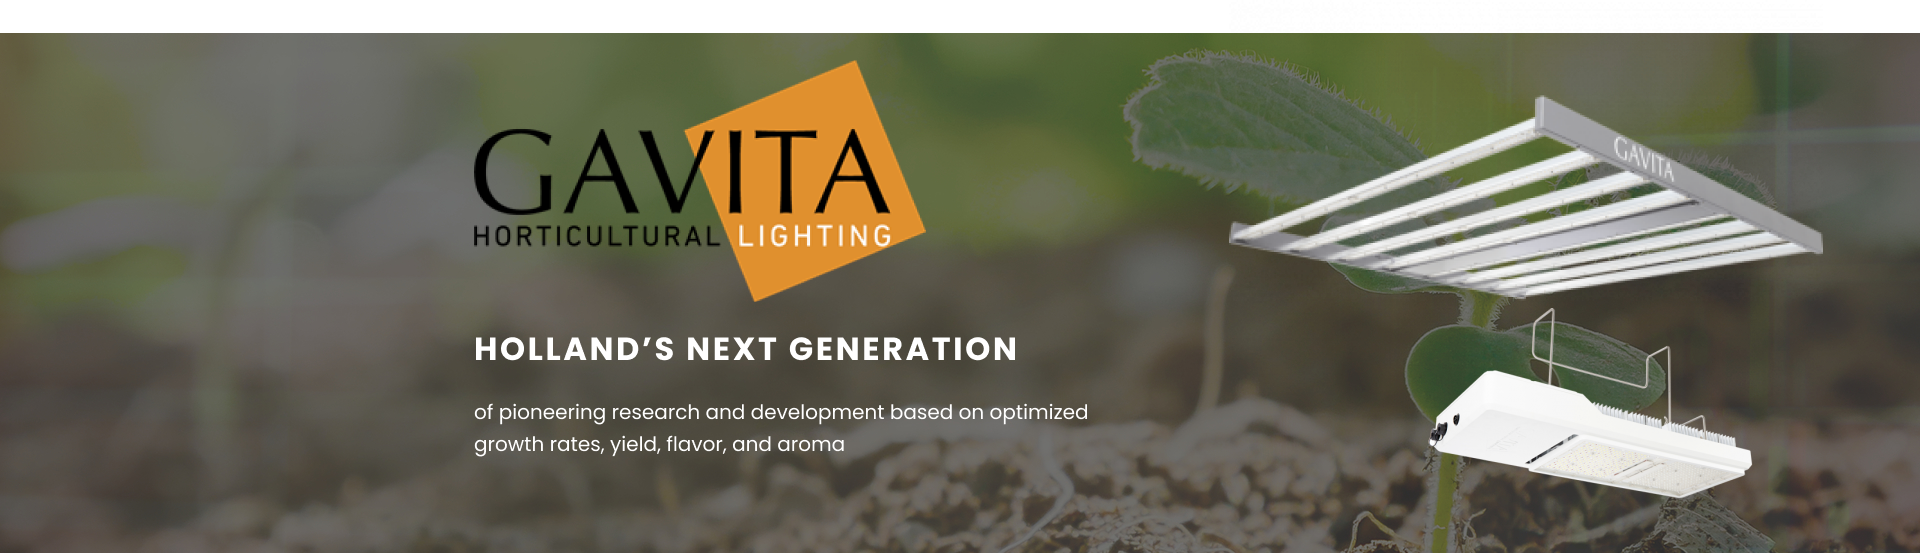 GAVITA
HORTICULTURAL LIGHTING
HOLLAND’S NEXT GENERATION
of pioneering research and development based on optimized
growth rates, yield, flavor, and aroma
GAVITA